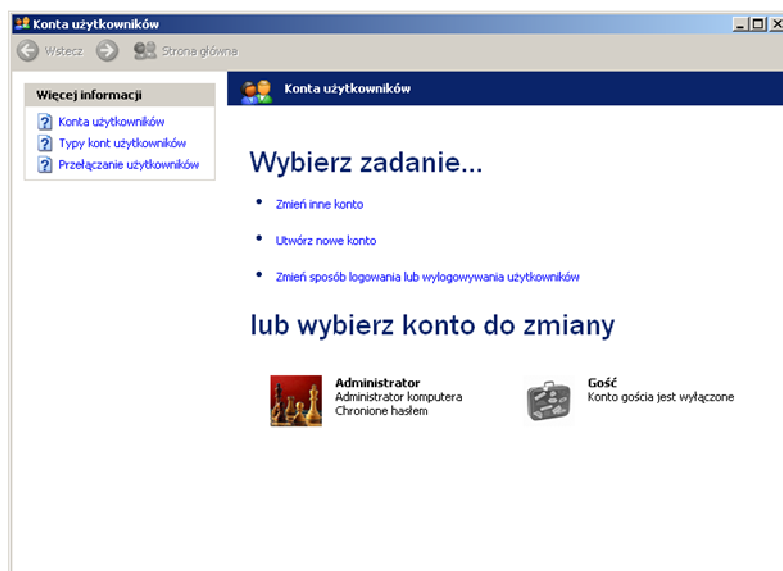 Konta użytkowników
Wstecz
Strona główna
Więcej informacji
Konta użytkowników
Typy kont użytkowników
Przełączanie użytkowników
Konta użytkowników
Wybierz zadanie...
Zmień inne konto
Utwórz nowe konto
Zmień sposób logowania lub wylogowywania użytkowników
lub wybierz konto do zmiany
Administrator
Administrator komputera
Chronione hasłem
Gość
Konto gościa jest wyłączone